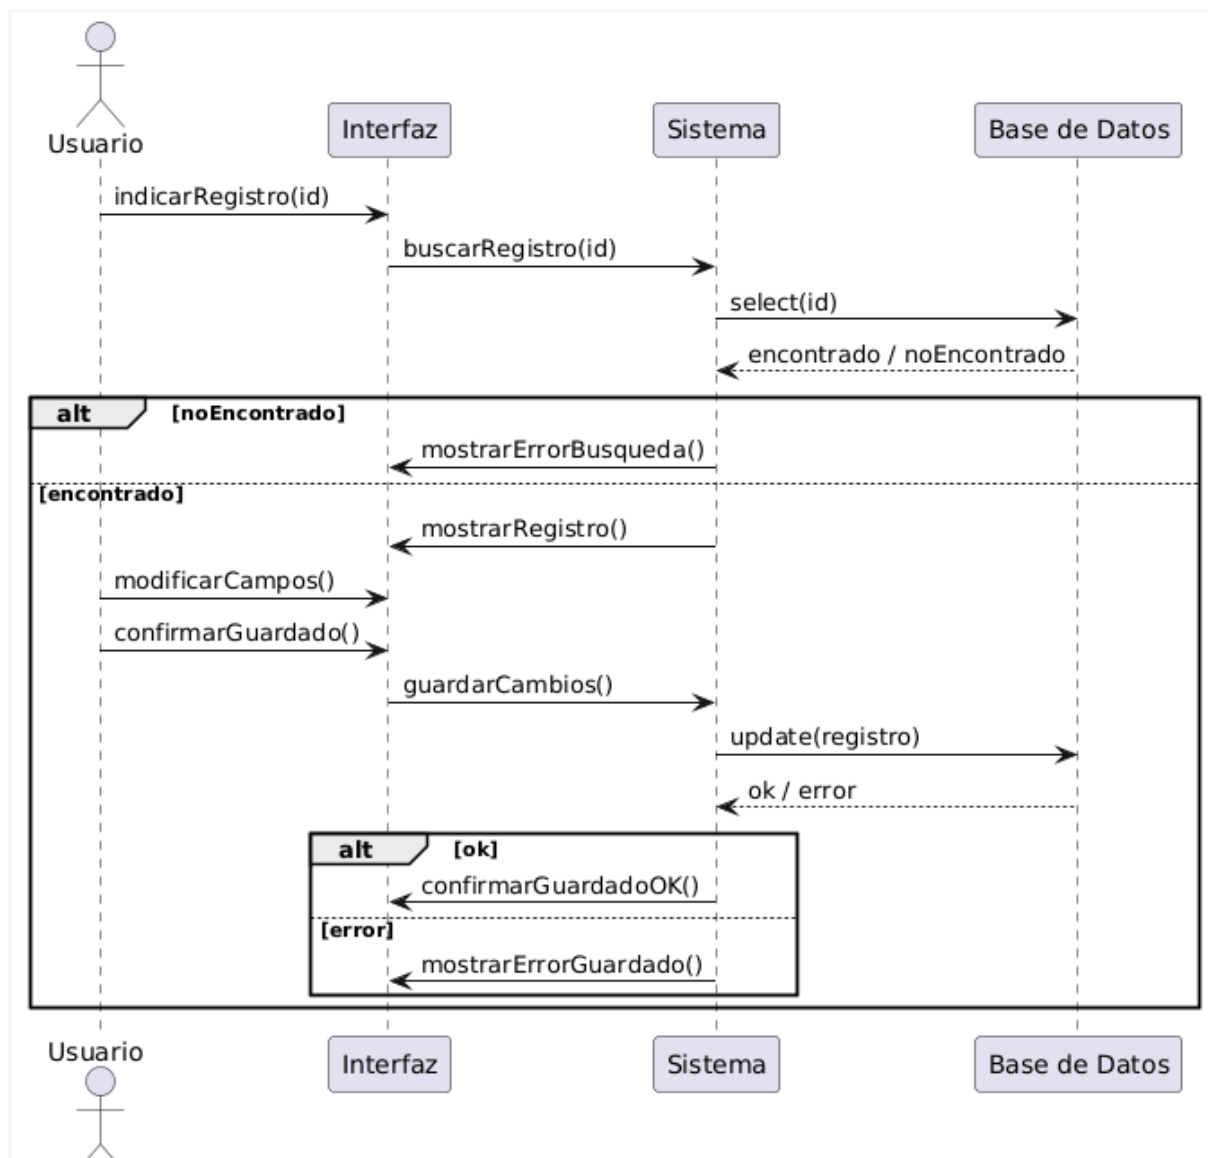 Usuario
Interfaz
Sistema
Base de Datos
indicarRegistro(id)
buscarRegistro(id)
select(id)
encontrado / noEncontrado
alt
[noEncontrado]
mostrarErrorBusqueda()
[encontrado]
mostrarRegistro()
modificarCampos()
confirmarGuardado()
guardarCambios()
update(registro)
ok / error
alt
[ok]
confirmarGuardadoOK()
[error]
mostrarErrorGuardado()
Usuario
Interfaz
Sistema
Base de Datos